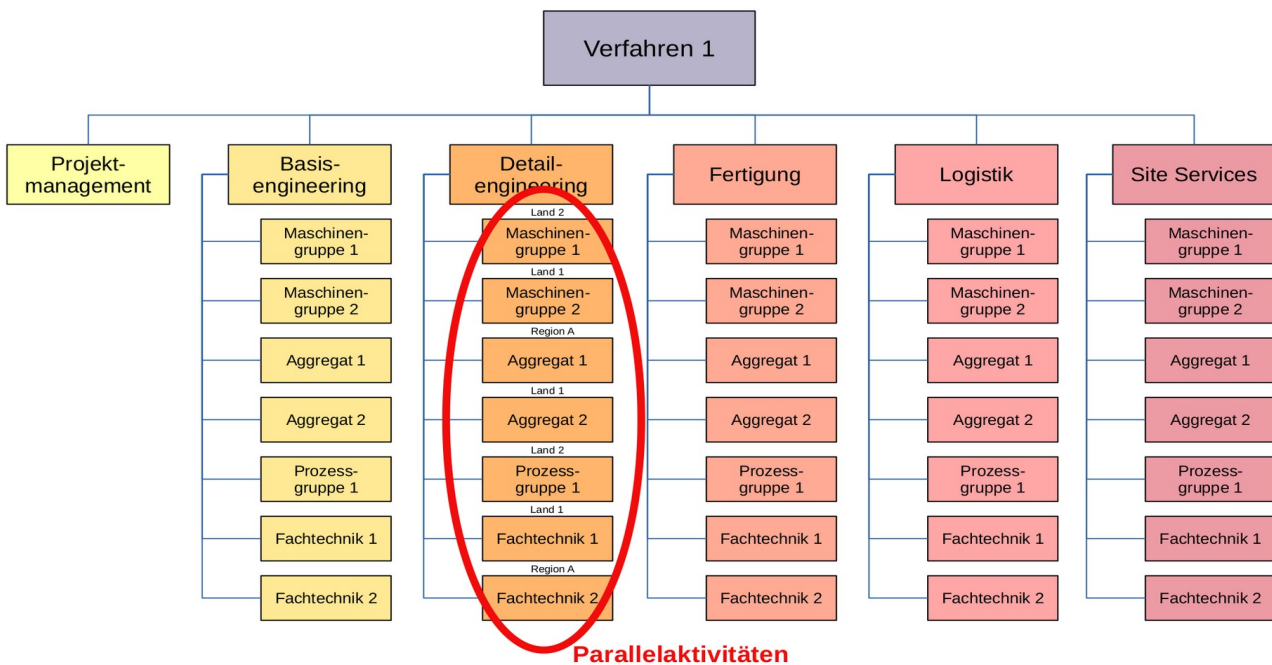 Verfahren 1
Projekt-
management
Basis-
engineering
Maschinen-
gruppe 1
Maschinen-
gruppe 2
Aggregat 1
Aggregat 2
Prozess-
gruppe 1
Fachtechnik 1
Fachtechnik 2
Detail-
engineering
Land 2
Maschinen-
gruppe 1
Land 1
Maschinen-
gruppe 2
Region A
Aggregat 1
Land 1
Aggregat 2
Land 2
Prozess-
gruppe 1
Land 1
Fachtechnik 1
Region A
Fachtechnik 2
Fertigung
Maschinen-
gruppe 1
Maschinen-
gruppe 2
Aggregat 1
Aggregat 2
Prozess-
gruppe 1
Fachtechnik 1
Fachtechnik 2
Logistik
Maschinen-
gruppe 1
Maschinen-
gruppe 2
Aggregat 1
Aggregat 2
Prozess-
gruppe 1
Fachtechnik 1
Fachtechnik 2
Site Services
Maschinen-
gruppe 1
Maschinen-
gruppe 2
Aggregat 1
Aggregat 2
Prozess-
gruppe 1
Fachtechnik 1
Fachtechnik 2
Parallelaktivitäten